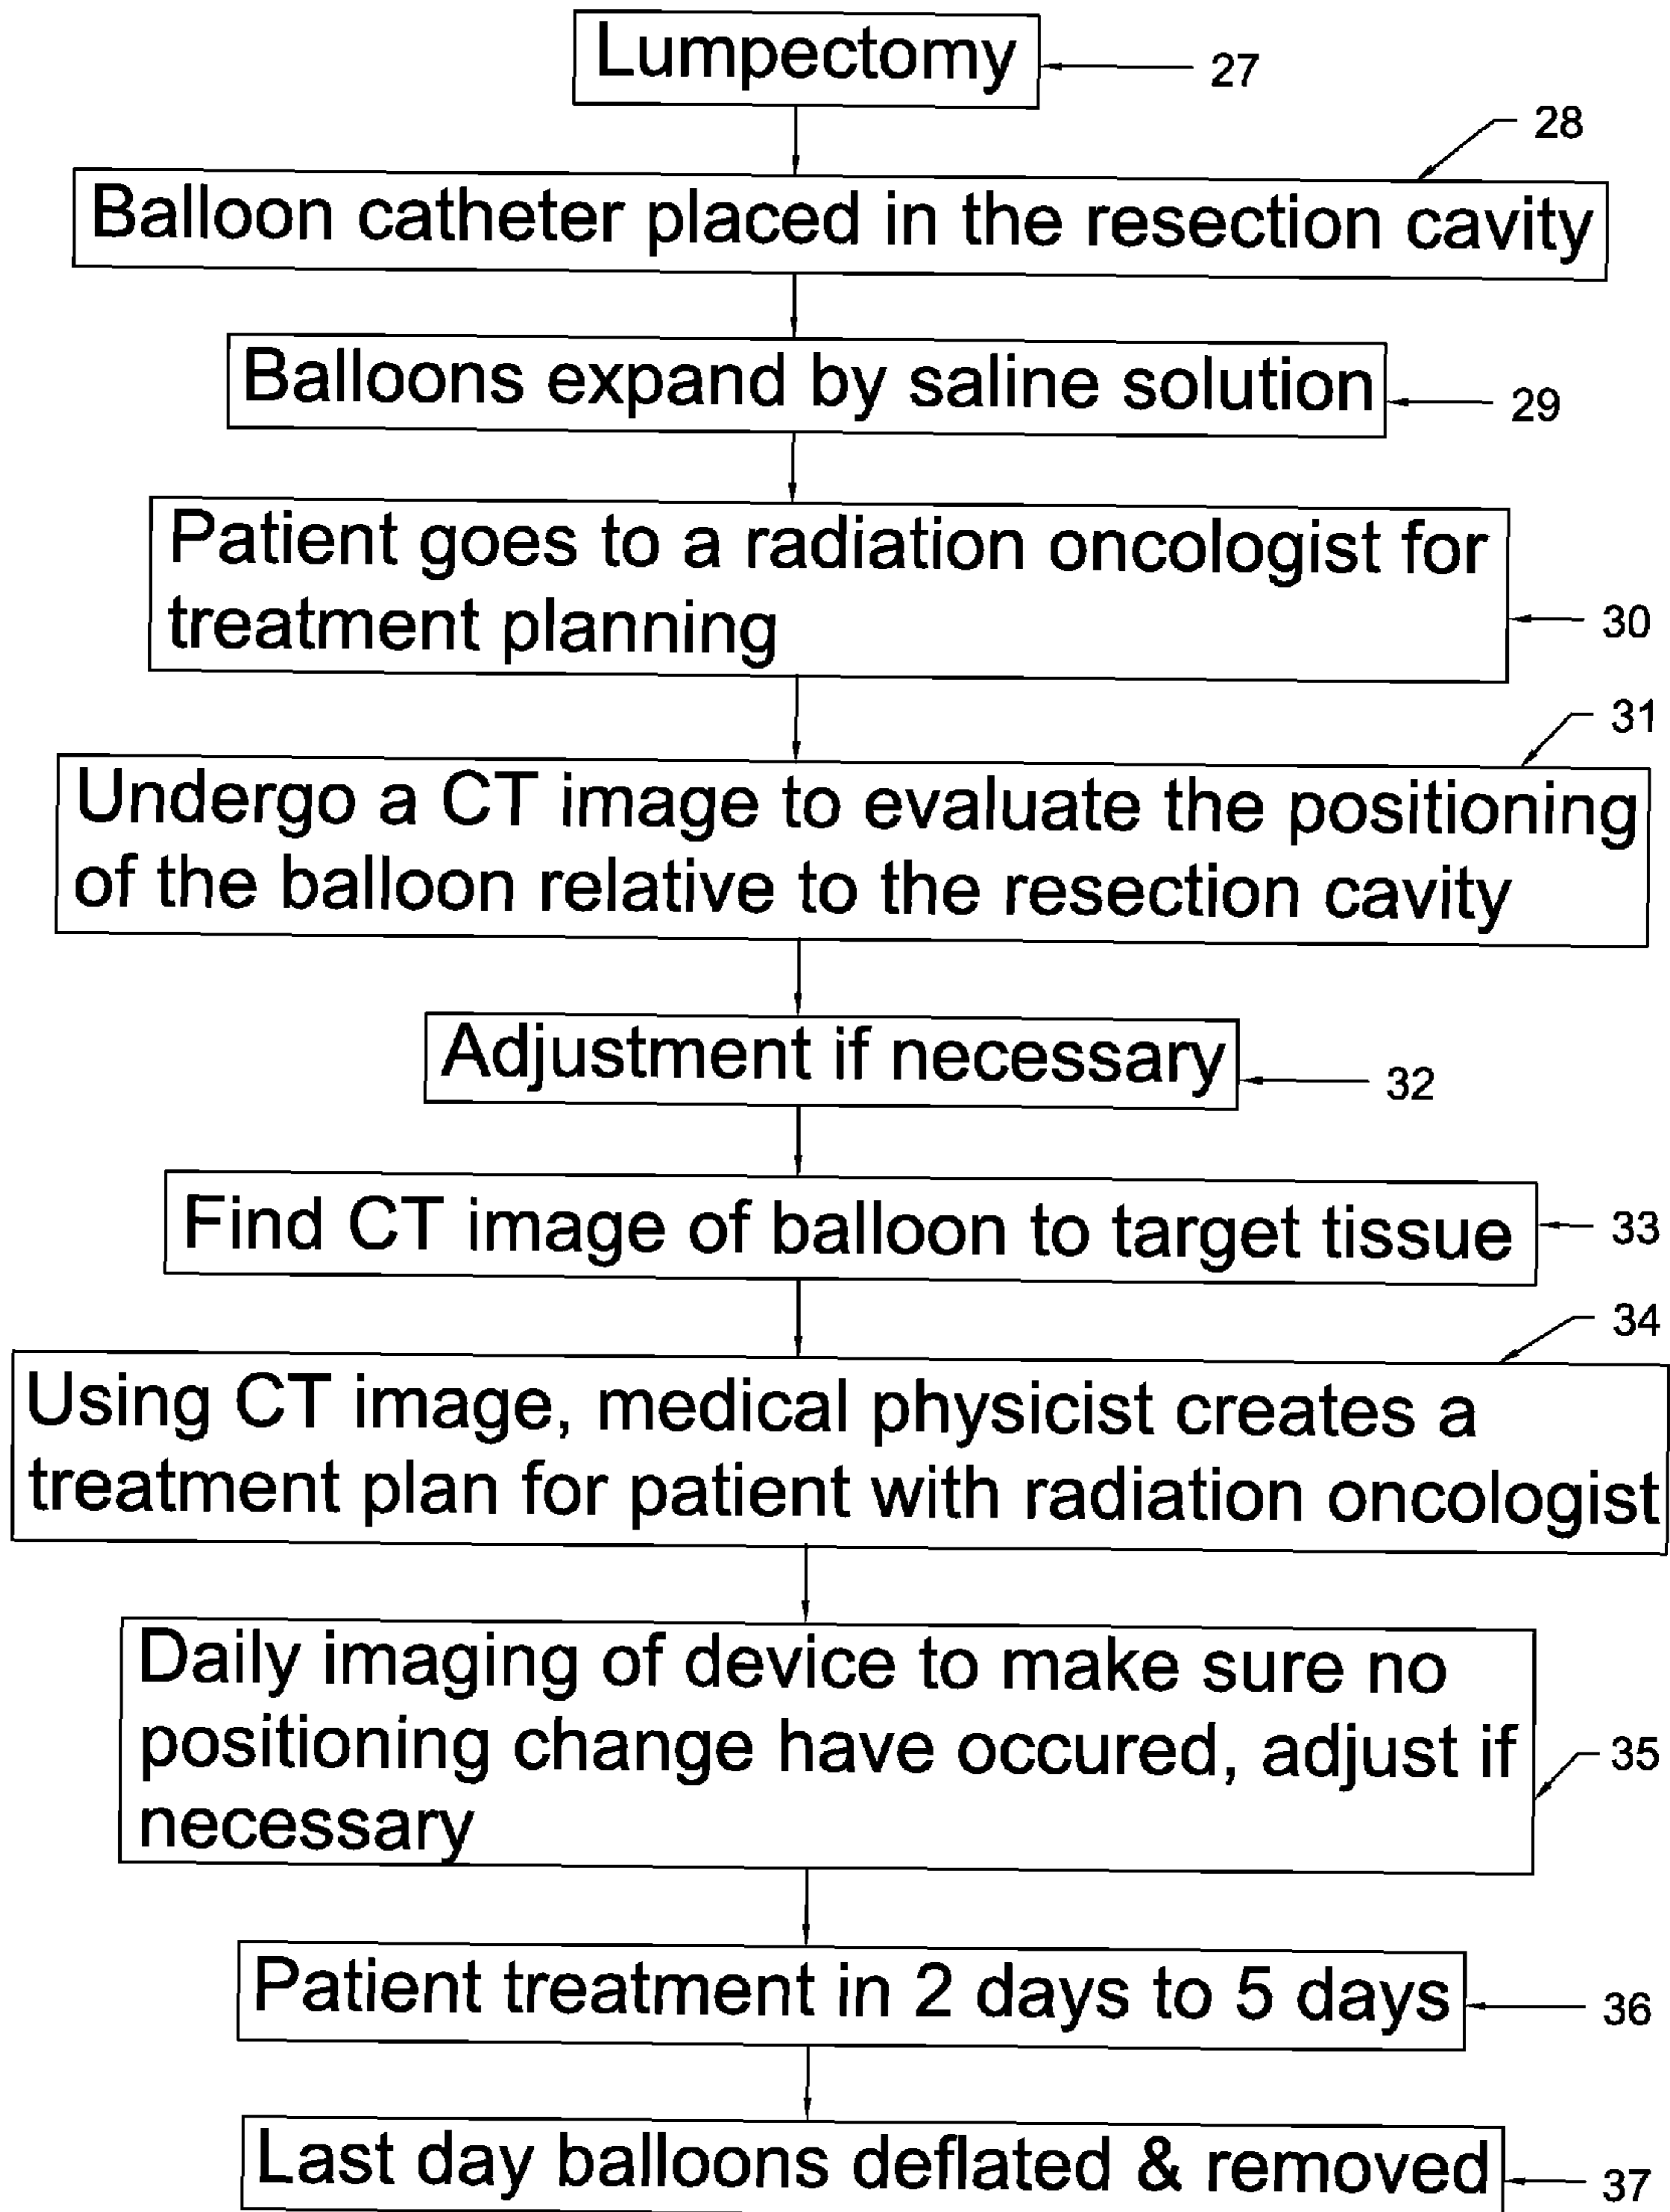 Lumpectomy
27
28
Balloon catheter placed in the resection cavity
Balloons expand by saline solution
29
Patient goes to a radiation oncologist for
treatment planning
30
31
Undergo a CT image to evaluate the positioning
of the balloon relative to the resection cavity
Adjustment if necessary
32
Find CT image of balloon to target tissue
33
34
Using CT image, medical physicist creates a
treatment plan for patient with radiation oncologist
Daily imaging of device to make sure no
positioning change have occured, adjust if
necessary
35
Patient treatment in 2 days to 5 days
36
Last day balloons deflated & removed
37